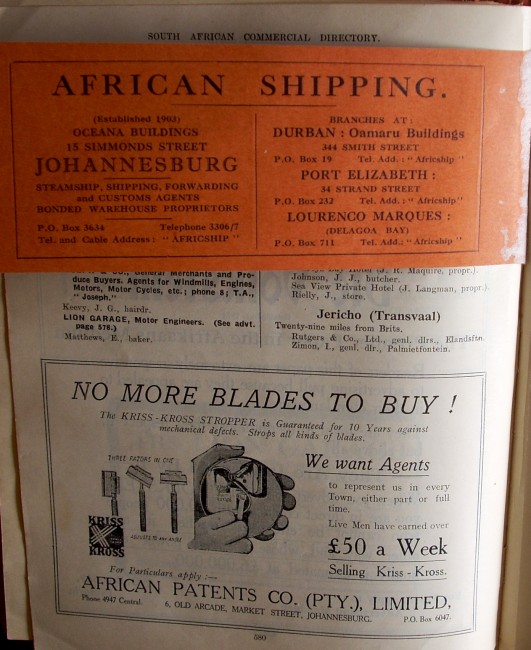 SOUTH AFRICAN COMMERCIAL DIRECTORY.
AFRICAN SHIPPING.
(Established 1903)
OCEANA BUILDINGS
15 SIMMONDS STREET
JOHANNESBURG
STEAMSHIP, SHIPPING, FORWARDING
and CUSTOMS AGENTS
BONDED WAREHOUSE PROPRIETORS
P.O. Box 3634 Telephone 3306/7
Tel. and Cable Address: "AFRICSHIP"
BRANCHES AT:
DURBAN: Oamaru Buildings
344 SMITH STREET
P.O. Box 19 Tel. Add.: "Africship"
PORT ELIZABETH:
34 STRAND STREET
P.O. Box 232 Tel. Add.: "Africship"
LOURENCO MARQUES:
(DELAGOA BAY)
P.O. Box 711 Tel. Add.: "Africship"
& CO., General Merchants and Pro-
duce Buyers. Agents for Windmills, Engines,
Motors, Motor Cycles, etc.; phone 8; T.A.,
"Joseph."
Keery, J. G., hairdr.
LION GARAGE, Motor Engineers. (See advt.
page 578.)
Matthews, E., baker.
Bay Hotel (J. R. Maguire, propr.).
Johnson, J. J., butcher.
Sea View Private Hotel (J. Langman, propr.).
Rielly, J., store.
Jericho (Transvaal)
Twenty-nine miles from Brits.
Rutgers & Co., Ltd., genl. dlrs., Elandsftn.
Zimon, I., genl. dlr., Palmietfontein.
NO MORE BLADES TO BUY!
The KRISS-KROSS STROPPER is Guaranteed for 10 Years against
mechanical defects. Strops all kinds of blades.
THREE RAZORS IN ONE
KRISS
KROSS
ADJUSTS TO ANY ANGLE
We want Agents
to represent us in every
Town, either part or full
time.
Live Men have earned over
£50 a Week
Selling Kriss-Kross.
For Particulars apply:—
AFRICAN PATENTS CO. (PTY.), LIMITED,
Phone 4947 Central. 6, OLD ARCADE, MARKET STREET, JOHANNESBURG. P.O. Box 6047.
580